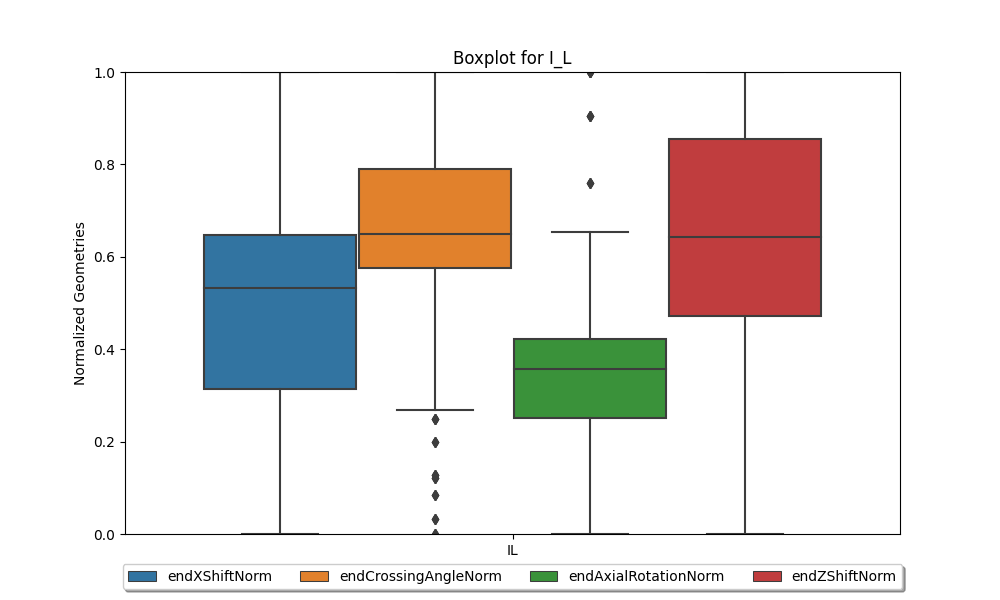 Boxplot for I_L
Normalized Geometries
1.0
0.8
0.6
0.4
0.2
0.0
IL
endXShiftNorm endCrossingAngleNorm endAxialRotationNorm endZShiftNorm